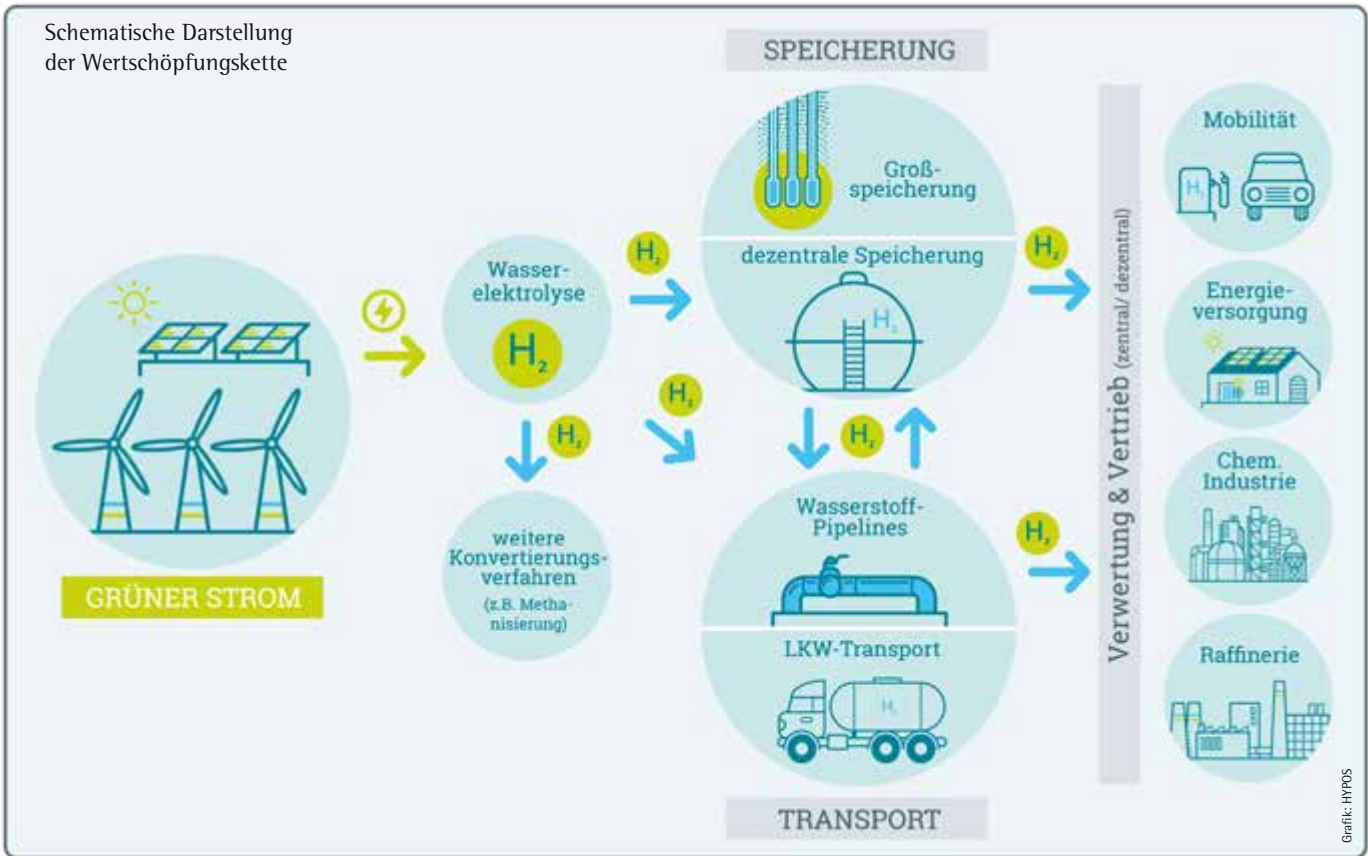 Schematische Darstellung
der Wertschöpfungskette
GRÜNER STROM
Wasser-
elektrolyse
H₂
H₂
H₂
H₂
weitere
Konvertierungs-
verfahren
(z.B. Metha-
nisierung)
SPEICHERUNG
Groß-
speicherung
dezentrale Speicherung
H₂
H₂
Wasserstoff-
Pipelines
LKW-Transport
H₂
TRANSPORT
H₂
H₂
Verwertung & Vertrieb (zentral/ dezentral)
Mobilität
H₂
Energie-
versorgung
Chem.
Industrie
Raffinerie
Grafik: HYPOS